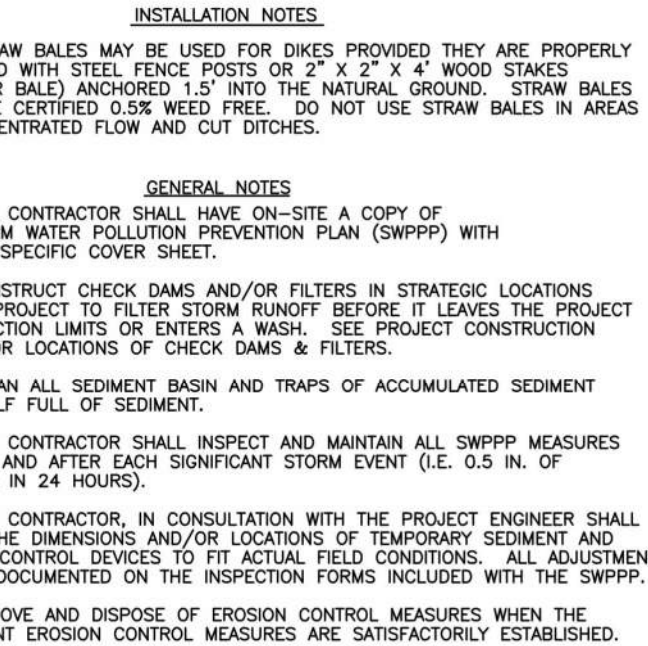 INSTALLATION NOTES
AW BALES MAY BE USED FOR DIKES PROVIDED THEY ARE PROPERLY
D WITH STEEL FENCE POSTS OR 2" X 2" X 4' WOOD STAKES
R BALE) ANCHORED 1.5' INTO THE NATURAL GROUND. STRAW BALES
E CERTIFIED 0.5% WEED FREE. DO NOT USE STRAW BALES IN AREAS
ENTRATED FLOW AND CUT DITCHES.
GENERAL NOTES
CONTRACTOR SHALL HAVE ON-SITE A COPY OF
M WATER POLLUTION PREVENTION PLAN (SWPPP) WITH
SPECIFIC COVER SHEET.
NSTRUCT CHECK DAMS AND/OR FILTERS IN STRATEGIC LOCATIONS
PROJECT TO FILTER STORM RUNOFF BEFORE IT LEAVES THE PROJECT
CTION LIMITS OR ENTERS A WASH. SEE PROJECT CONSTRUCTION
OR LOCATIONS OF CHECK DAMS & FILTERS.
AN ALL SEDIMENT BASIN AND TRAPS OF ACCUMULATED SEDIMENT
LF FULL OF SEDIMENT.
CONTRACTOR SHALL INSPECT AND MAINTAIN ALL SWPPP MEASURES
AND AFTER EACH SIGNIFICANT STORM EVENT (I.E. 0.5 IN. OF
IN 24 HOURS).
CONTRACTOR, IN CONSULTATION WITH THE PROJECT ENGINEER SHALL
HE DIMENSIONS AND/OR LOCATIONS OF TEMPORARY SEDIMENT AND
CONTROL DEVICES TO FIT ACTUAL FIELD CONDITIONS. ALL ADJUSTMEN
DOCUMENTED ON THE INSPECTION FORMS INCLUDED WITH THE SWPPP.
OVE AND DISPOSE OF EROSION CONTROL MEASURES WHEN THE
NT EROSION CONTROL MEASURES ARE SATISFACTORILY ESTABLISHED.